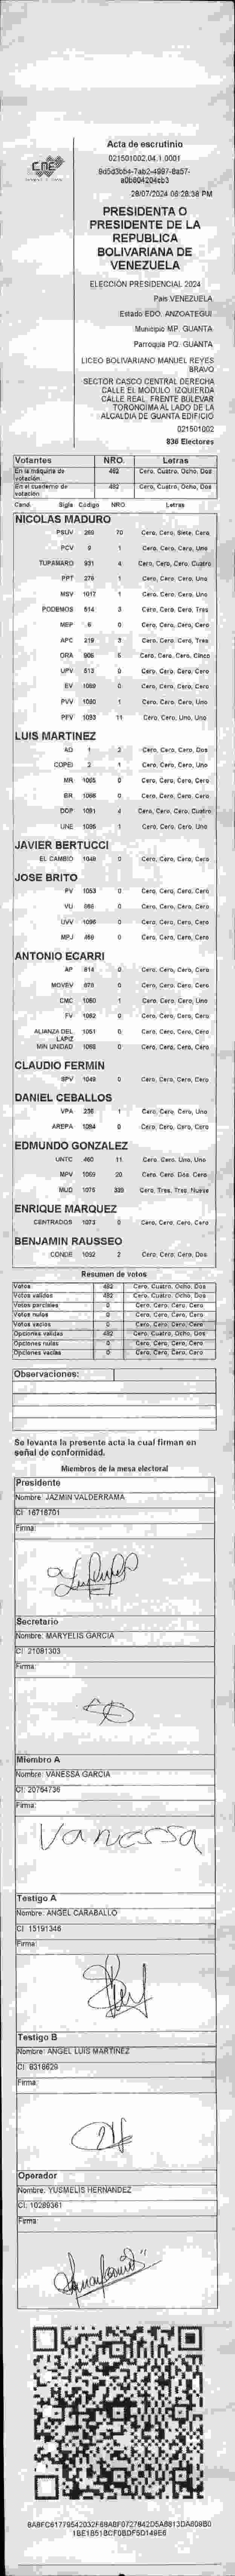 Acta de escrutinio
021501002.04.1.0001
28/07/2024 06:28:38 PM
CNE
PRESIDENTA O
PRESIDENTE DE LA
REPUBLICA
BOLIVARIANA DE
VENEZUELA
ELECCIÓN PRESIDENCIAL 2024
País VENEZUELA
Estado EDO. ANZOATEGUI
Municipio MP. GUANTA
Parroquia PQ. GUANTA
LICEO BOLIVARIANO MANUEL REYES
BRAVO
SECTOR CASCO CENTRAL DERECHA
CALLE EL MODULO. IZQUIERDA
CALLE REAL. FRENTE BULEVAR
TORONOIMA AL LADO DE LA
ALCALDIA DE GUANTA EDIFICIO
021501002
836 Electores
Votantes NRO. Letras
En la máquina de votación 482 Cero, Cuatro, Ocho, Dos
En el cuaderno de votación 482 Cero, Cuatro, Ocho, Dos
Cand. Sigla Código NRO Letras
NICOLAS MADURO
PSUV 269 70 Cero, Cero, Siete, Cero
PCV 9 1 Cero, Cero, Cero, Uno
TUPAMARO 931 4 Cero, Cero, Cero, Cuatro
PPT 276 1 Cero, Cero, Cero, Uno
MSV 1017 1 Cero, Cero, Cero, Uno
PODEMOS 514 3 Cero, Cero, Cero, Tres
MEP 6 0 Cero, Cero, Cero, Cero
APC 219 3 Cero, Cero, Cero, Tres
ORA 906 5 Cero, Cero, Cero, Cinco
UPV 513 0 Cero, Cero, Cero, Cero
EV 1069 0 Cero, Cero, Cero, Cero
PVV 1080 1 Cero, Cero, Cero, Uno
PFV 1093 11 Cero, Cero, Uno, Uno
LUIS MARTINEZ
AD 1 2 Cero, Cero, Cero, Dos
COPEI 2 1 Cero, Cero, Cero, Uno
MR 1005 0 Cero, Cero, Cero, Cero
BR 1066 0 Cero, Cero, Cero, Cero
DDP 1091 4 Cero, Cero, Cero, Cuatro
UNE 1095 1 Cero, Cero, Cero, Uno
JAVIER BERTUCCI
EL CAMBIO 1049 0 Cero, Cero, Cero, Cero
JOSE BRITO
PV 1053 0 Cero, Cero, Cero, Cero
VU 0 Cero, Cero, Cero, Cero
UVV 1096 0 Cero, Cero, Cero, Cero
MPJ 0 Cero, Cero, Cero, Cero
ANTONIO ECARRI
AP 814 0 Cero, Cero, Cero, Cero
MOVEV 0 Cero, Cero, Cero, Cero
CMC 1060 1 Cero, Cero, Cero, Uno
FV 1062 0 Cero, Cero, Cero, Cero
ALIANZA DEL LAPIZ 1051 0 Cero, Cero, Cero, Cero
MIN UNIDAD 1068 0 Cero, Cero, Cero, Cero
CLAUDIO FERMIN
SPV 1048 0 Cero, Cero, Cero, Cero
DANIEL CEBALLOS
VPA 236 1 Cero, Cero, Cero, Uno
AREPA 1084 0 Cero, Cero, Cero, Cero
EDMUNDO GONZALEZ
UNTC 460 11 Cero, Cero, Uno, Uno
MPV 1069 20 Cero, Cero, Dos, Cero
MUD 1075 339 Cero, Tres, Tres, Nueve
ENRIQUE MARQUEZ
CENTRADOS 1073 0 Cero, Cero, Cero, Cero
BENJAMIN RAUSSEO
CONDE 1032 2 Cero, Cero, Cero, Dos
Resumen de votos
Votos 482 Cero, Cuatro, Ocho, Dos
Votos validos 482 Cero, Cuatro, Ocho, Dos
Votos parciales 0 Cero, Cero, Cero, Cero
Votos nulos 0 Cero, Cero, Cero, Cero
Votos vacios 0 Cero, Cero, Cero, Cero
Opciones validas 482 Cero, Cuatro, Ocho, Dos
Opciones nulas 0 Cero, Cero, Cero, Cero
Opciones vacias 0 Cero, Cero, Cero, Cero
Observaciones:
Se levanta la presente acta la cual firman en
señal de conformidad.
Miembros de la mesa electoral
Presidente
Nombre: JAZMIN VALDERRAMA
CI: 16718701
Firma:
Secretario
Nombre: MARYELIS GARCIA
CI: 21081303
Firma:
Miembro A
Nombre: VANESSA GARCIA
CI: 20764736
Firma:
Vanessa
Testigo A
Nombre: ANGEL CARABALLO
CI: 15191346
Firma:
Testigo B
Nombre: ANGEL LUIS MARTINEZ
CI: 8318629
Firma:
Operador
Nombre: YUSMELIS HERNANDEZ
CI: 10289361
Firma: